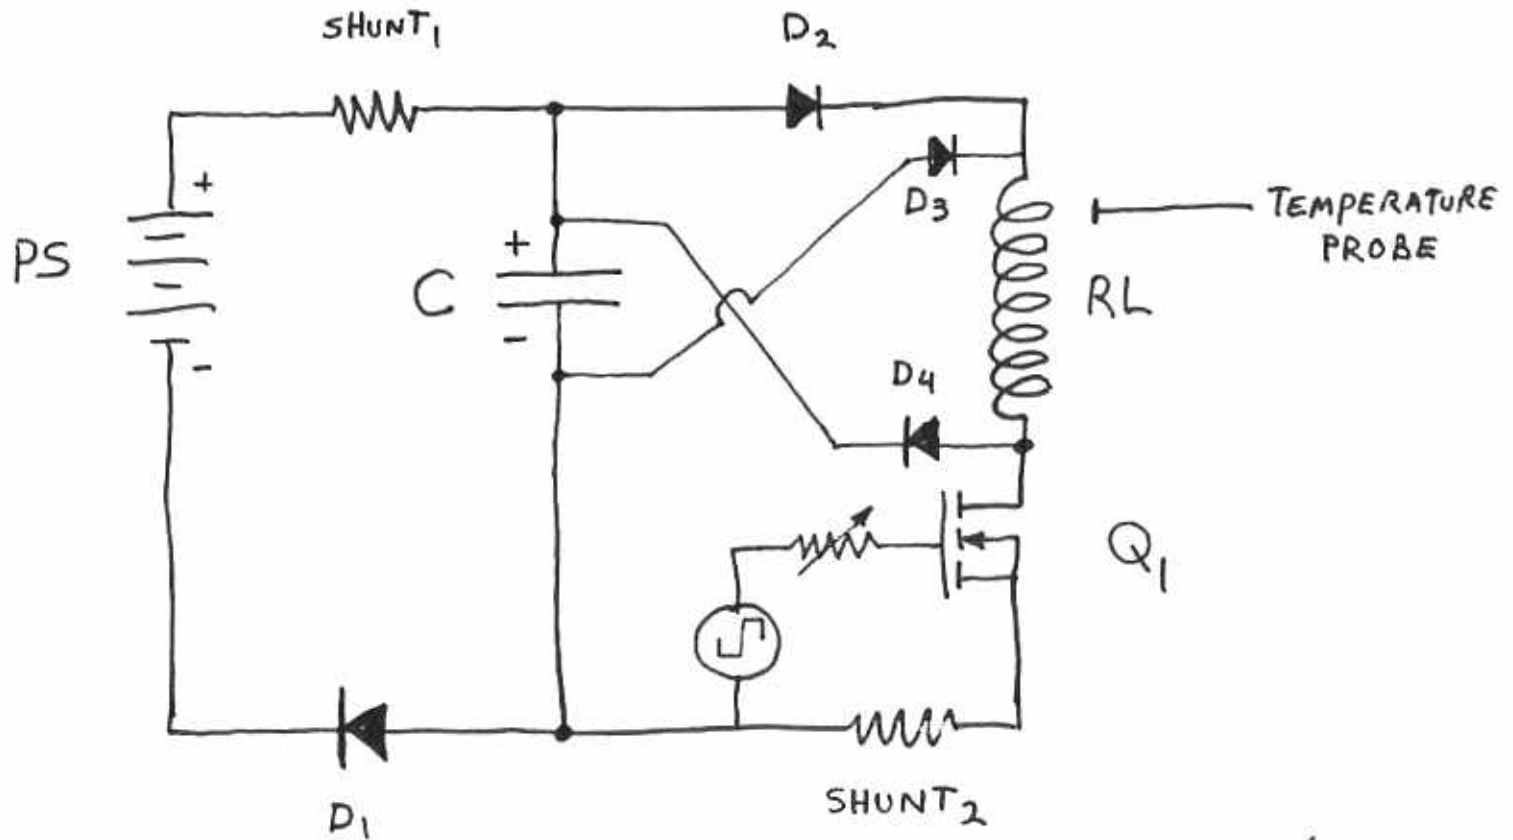 SHUNT1
D2
+
D3
TEMPERATURE
PROBE
PS
+
C
RL
-
-
D4
Q1
SHUNT2
D1